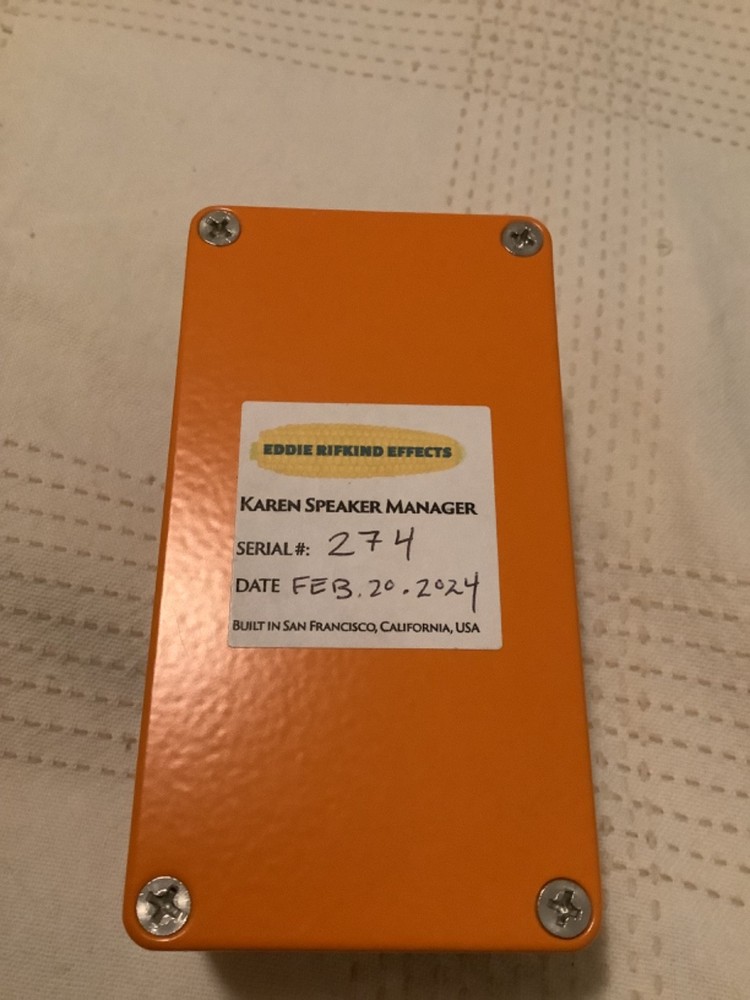 EDDIE RIFKIND EFFECTS
KAREN SPEAKER MANAGER
SERIAL#: 274
DATE FEB. 20. 2024
BUILT IN SAN FRANCISCO, CALIFORNIA, USA